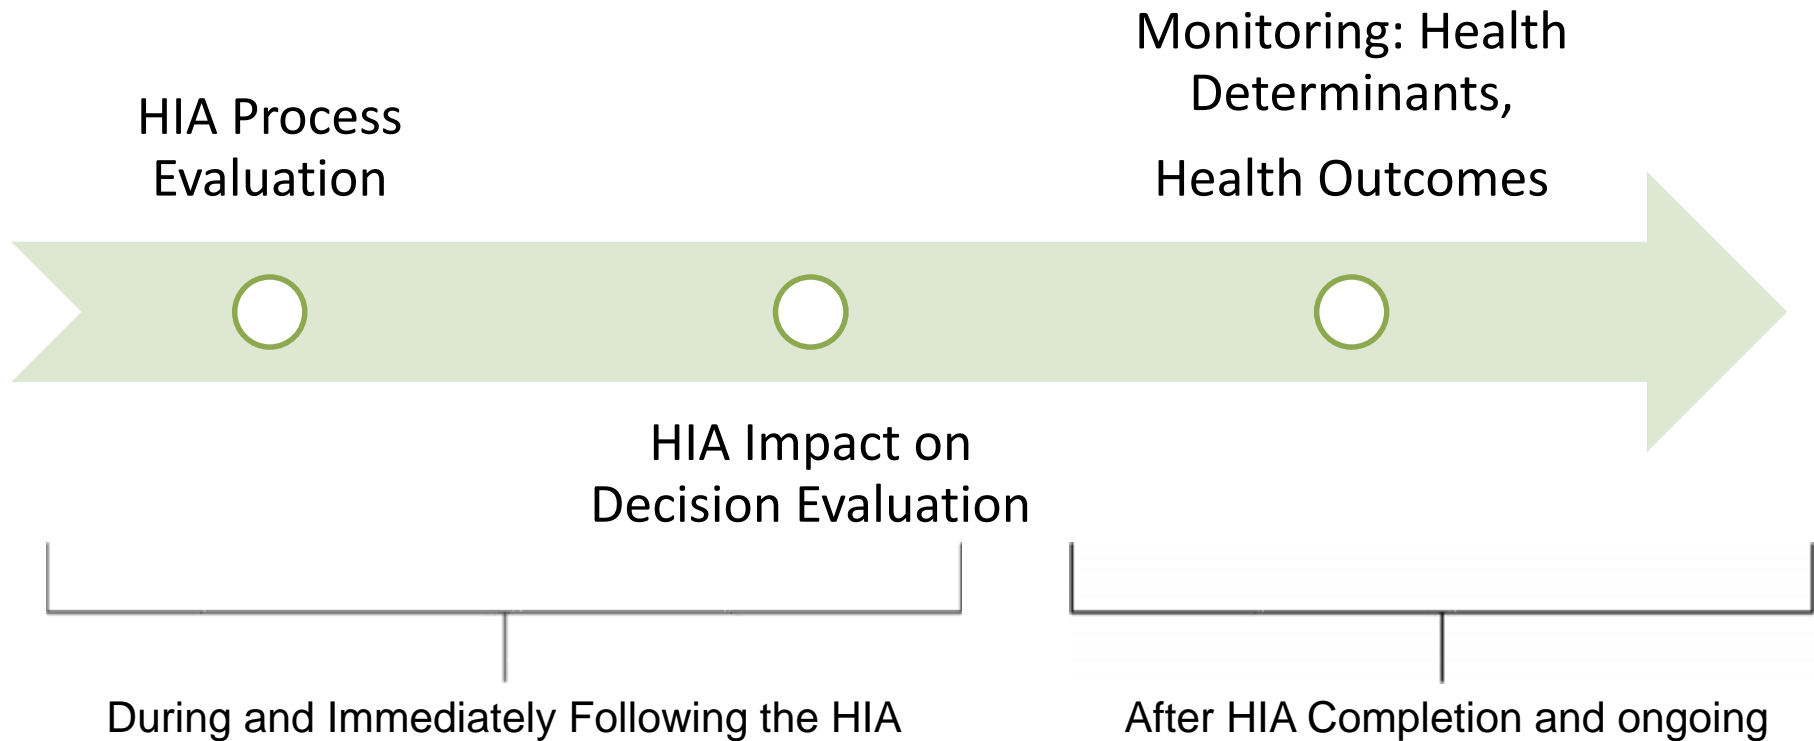 HIA Process
Evaluation
Monitoring: Health
Determinants,
Health Outcomes
HIA Impact on
Decision Evaluation
During and Immediately Following the HIA
After HIA Completion and ongoing